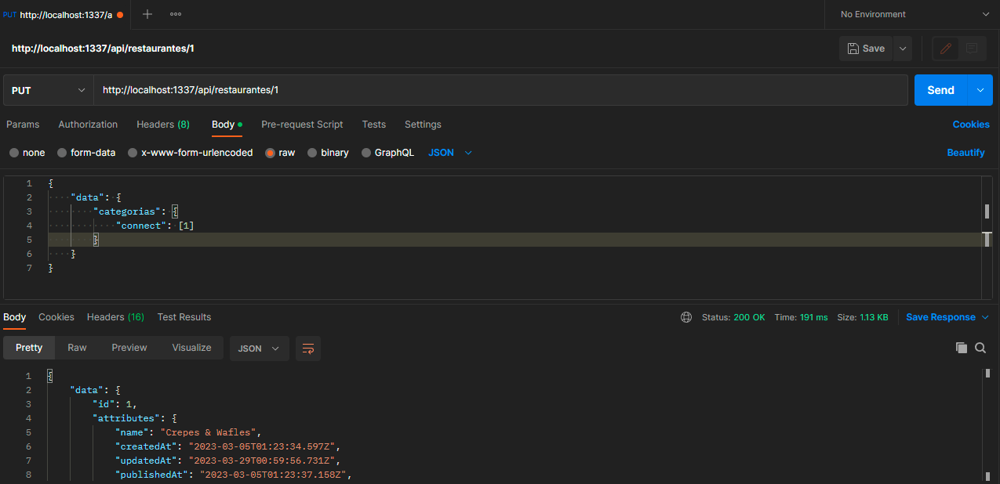 PUT http://localhost:1337/a No Environment
http://localhost:1337/api/restaurantes/1 Save
PUT http://localhost:1337/api/restaurantes/1 Send
Params Authorization Headers (8) Body Pre-request Script Tests Settings Cookies
none form-data x-www-form-urlencoded raw binary GraphQL JSON Beautify
1 {
2 "data": {
3 "categorias": {
4 "connect": [1]
5 }
6 }
7 }
Body Cookies Headers (16) Test Results Status: 200 OK Time: 191 ms Size: 1.13 KB Save Response
Pretty Raw Preview Visualize JSON
1 {
2 "data": {
3 "id": 1,
4 "attributes": {
5 "name": "Crepes & Wafles",
6 "createdAt": "2023-03-05T01:23:34.597Z",
7 "updatedAt": "2023-03-29T00:59:56.731Z",
8 "publishedAt": "2023-03-05T01:23:37.158Z",